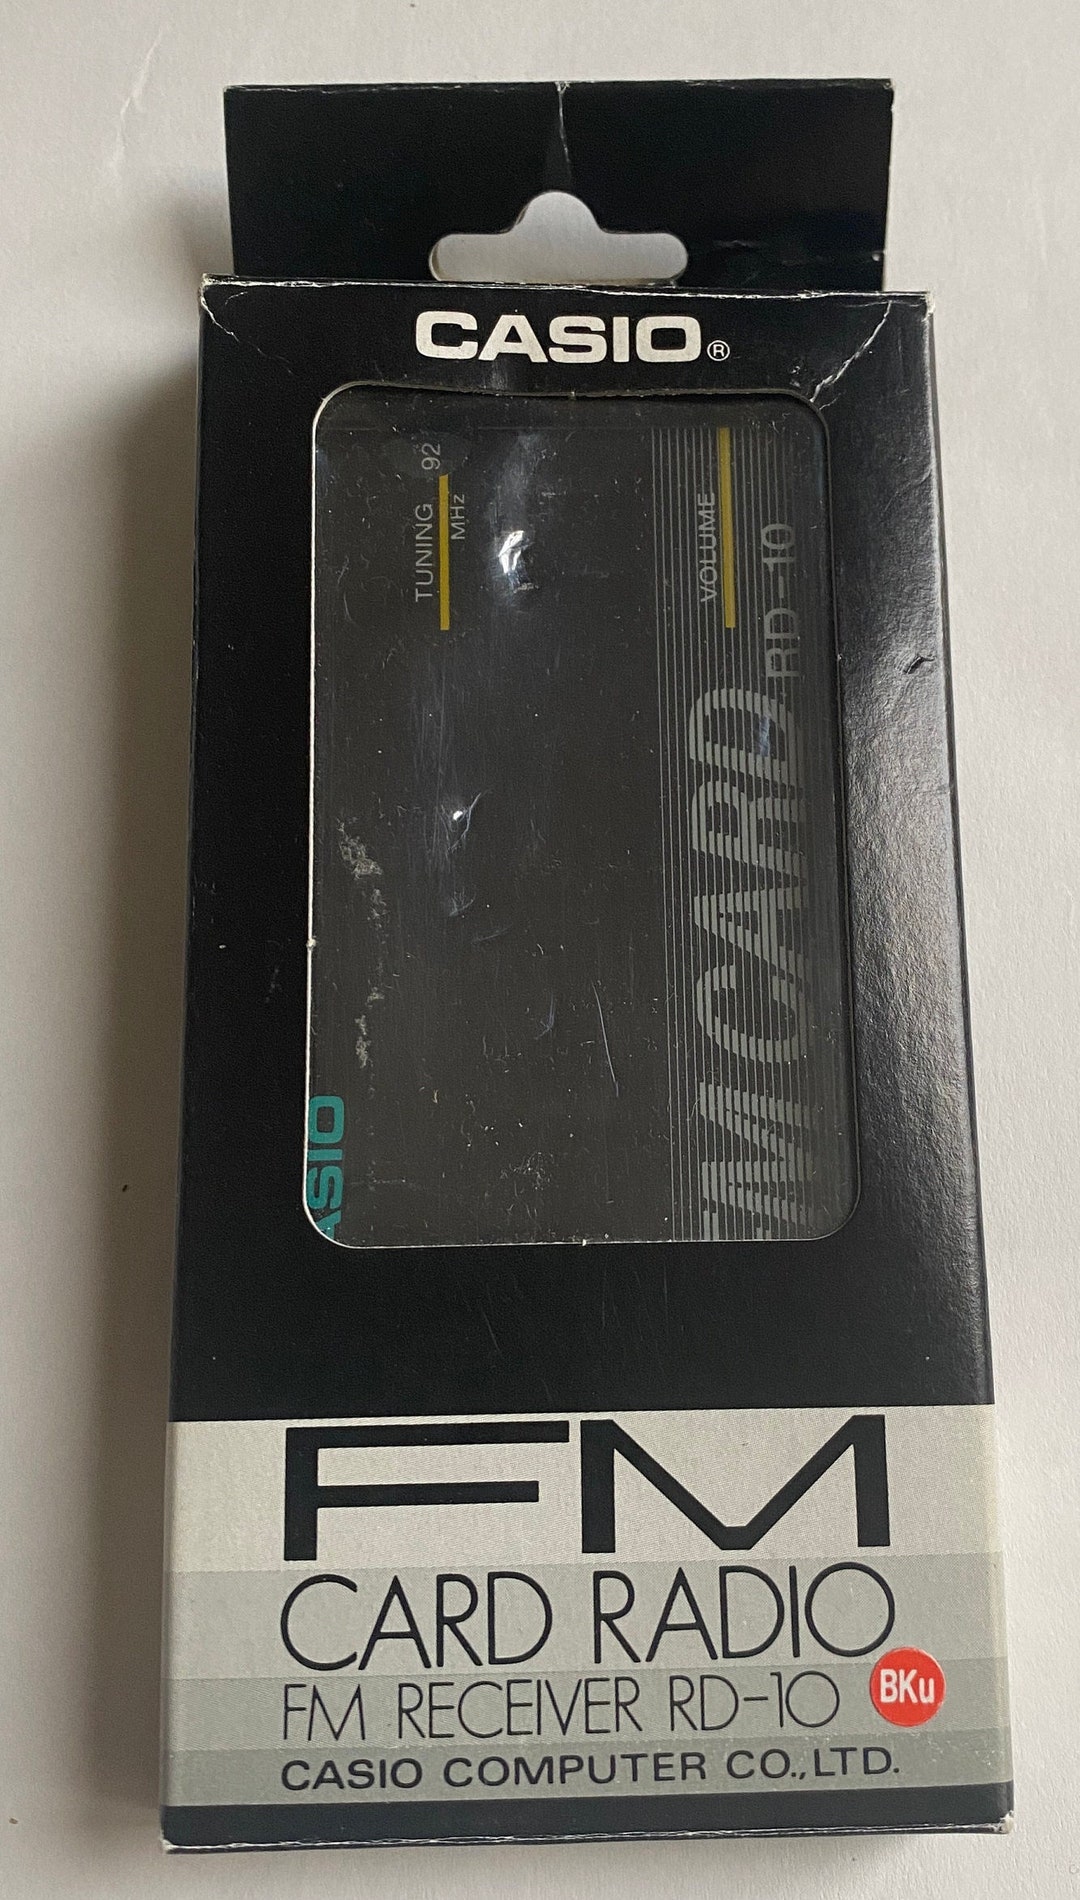 CASIO®
TUNING 92
MHz
VOLUME
MICARD RD-10
ASIO
FM
CARD RADIO
FM RECEIVER RD-10
BKu
CASIO COMPUTER CO.,LTD.